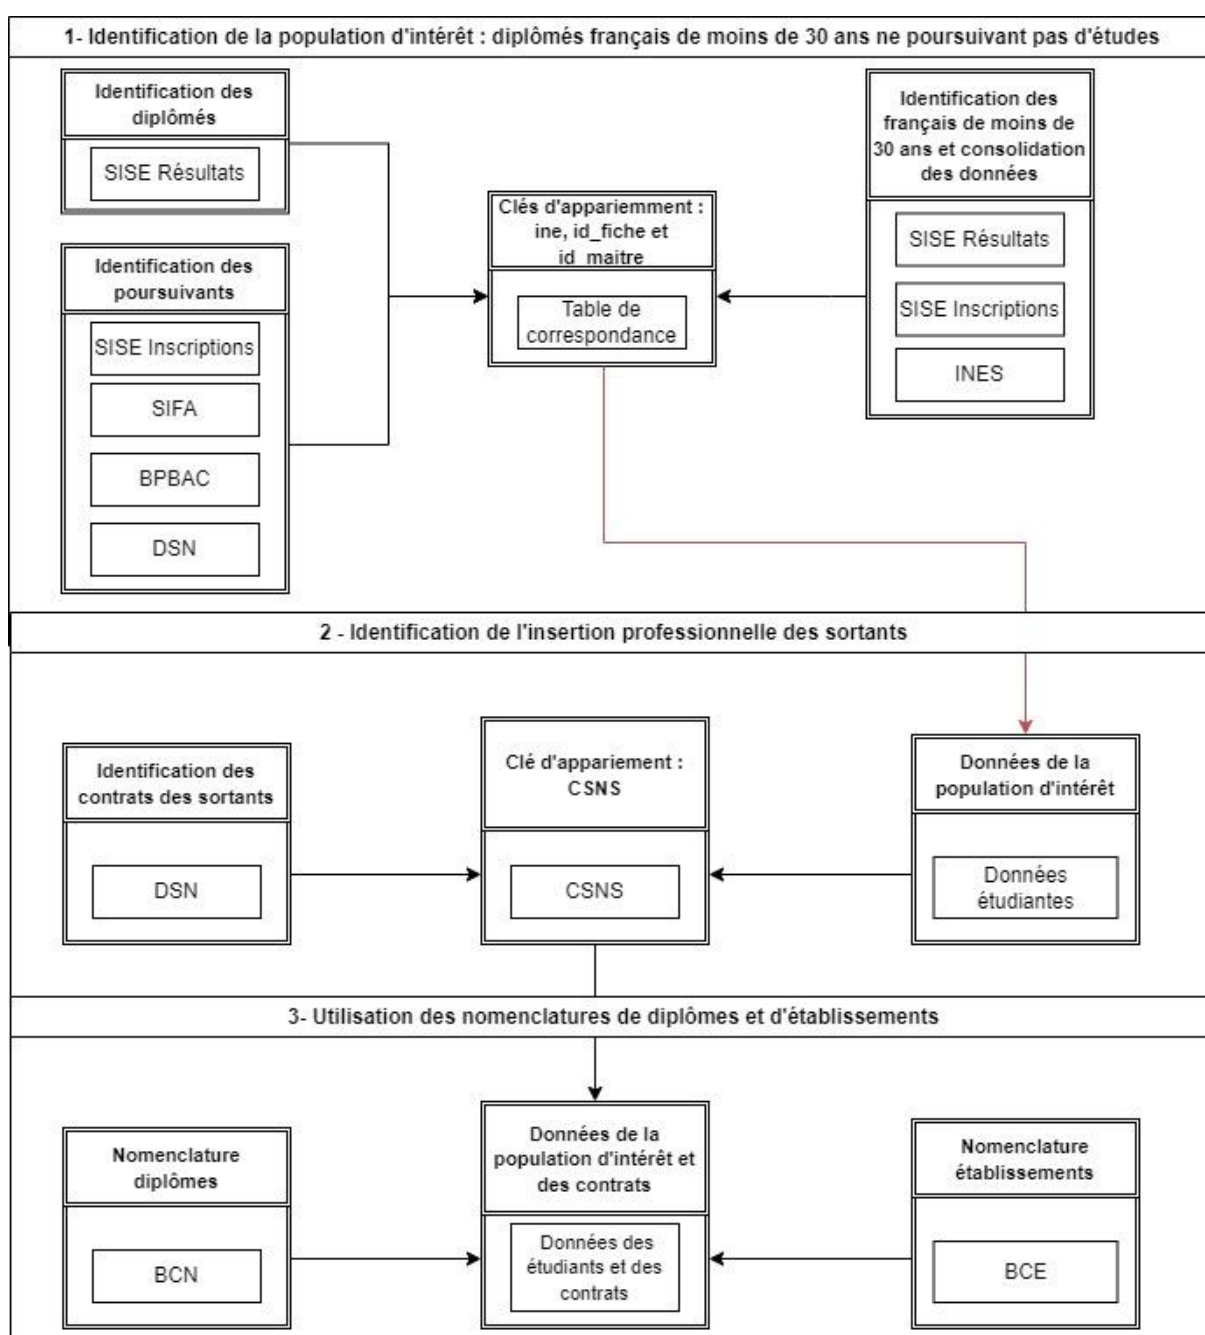 1- Identification de la population d'intérêt : diplômés français de moins de 30 ans ne poursuivant pas d'études
Identification des
diplômés
SISE Résultats
Identification des
poursuivants
SISE Inscriptions
SIFA
BPBAC
DSN
Clés d'appariemment :
ine, id_fiche et
id_maitre
Table de
correspondance
Identification des
français de moins de
30 ans et consolidation
des données
SISE Résultats
SISE Inscriptions
INES
2 - Identification de l'insertion professionnelle des sortants
Identification des
contrats des sortants
DSN
Clé d'appariement :
CSNS
CSNS
Données de la
population d'intérêt
Données
étudiantes
3- Utilisation des nomenclatures de diplômes et d'établissements
Nomenclature
diplômes
BCN
Données de la
population d'intérêt et
des contrats
Données des
étudiants et des
contrats
Nomenclature
établissements
BCE